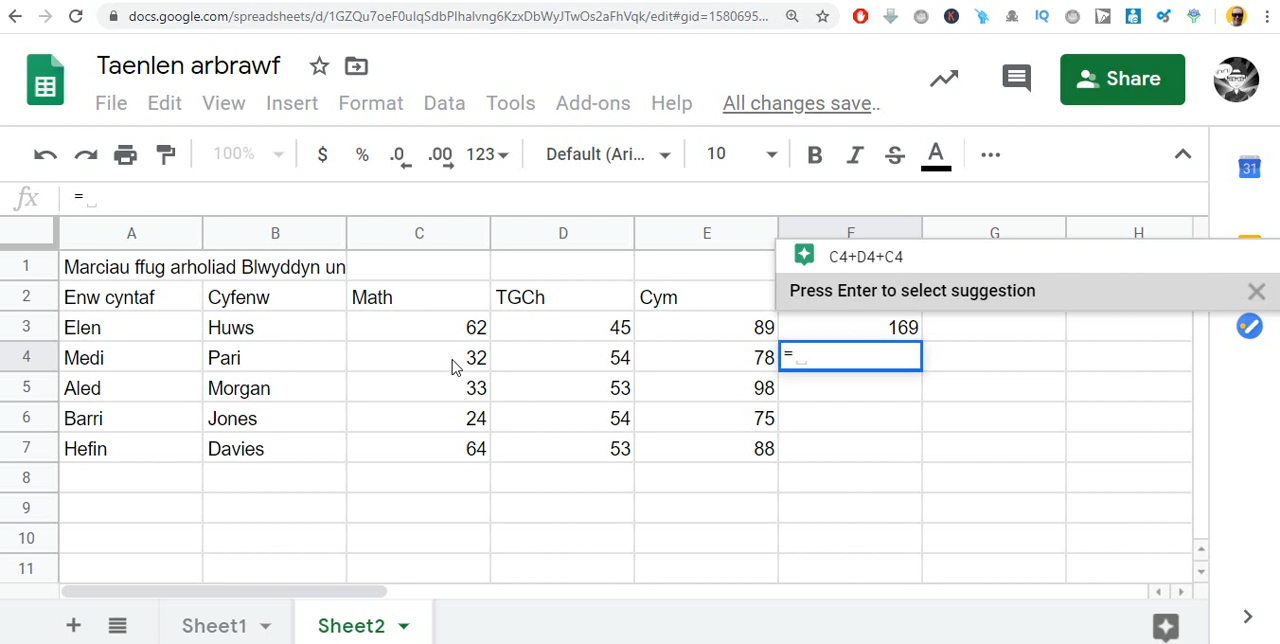 docs.google.com/spreadsheets/d/1GZQu7oeF0uIqSdbPIhalvng6KzxDbWyJTwOs2aFhVqk/edit#gid=1580695...
IQ
Taenlen arbrawf
Share
File Edit View Insert Format Data Tools Add-ons Help All changes save..
100% $ % .0 .00 123 Default (Ari... 10 B I S A ...
31
fx =
A B C D E F G H
C4+D4+C4
Press Enter to select suggestion
1 Marciau ffug arholiad Blwyddyn un
2 Enw cyntaf Cyfenw Math TGCh Cym
3 Elen Huws 62 45 89 169
4 Medi Pari 32 54 78 =
5 Aled Morgan 33 53 98
6 Barri Jones 24 54 75
7 Hefin Davies 64 53 88
8
9
10
11
+ Sheet1 Sheet2